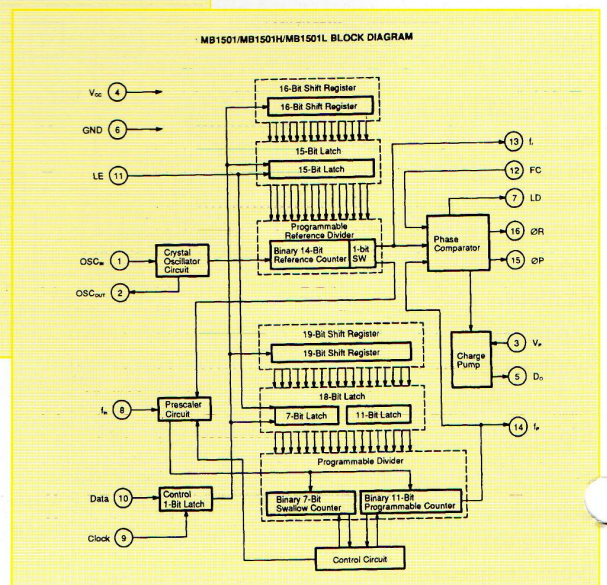 MB1501/MB1501H/MB1501L BLOCK DIAGRAM
16-Bit Shift Register
16-Bit Shift Register
Vcc 4
GND 6
15-Bit Latch
15-Bit Latch
LE 11
13 fr
12 FC
7 LD
Programmable
Reference Divider
Binary 14-Bit
Reference Counter
1-bit
SW
Phase
Comparator
16 ØR
15 ØP
OSCIN 1
Crystal
Oscillator
Circuit
OSCOUT 2
19-Bit Shift Register
19-Bit Shift Register
Charge
Pump
3 VP
5 DO
18-Bit Latch
7-Bit Latch
11-Bit Latch
fin 8
Prescaler
Circuit
14 fP
Programmable Divider
Binary 7-Bit
Swallow Counter
Binary 11-Bit
Programmable Counter
Data 10
Control
1-Bit Latch
Clock 9
Control Circuit